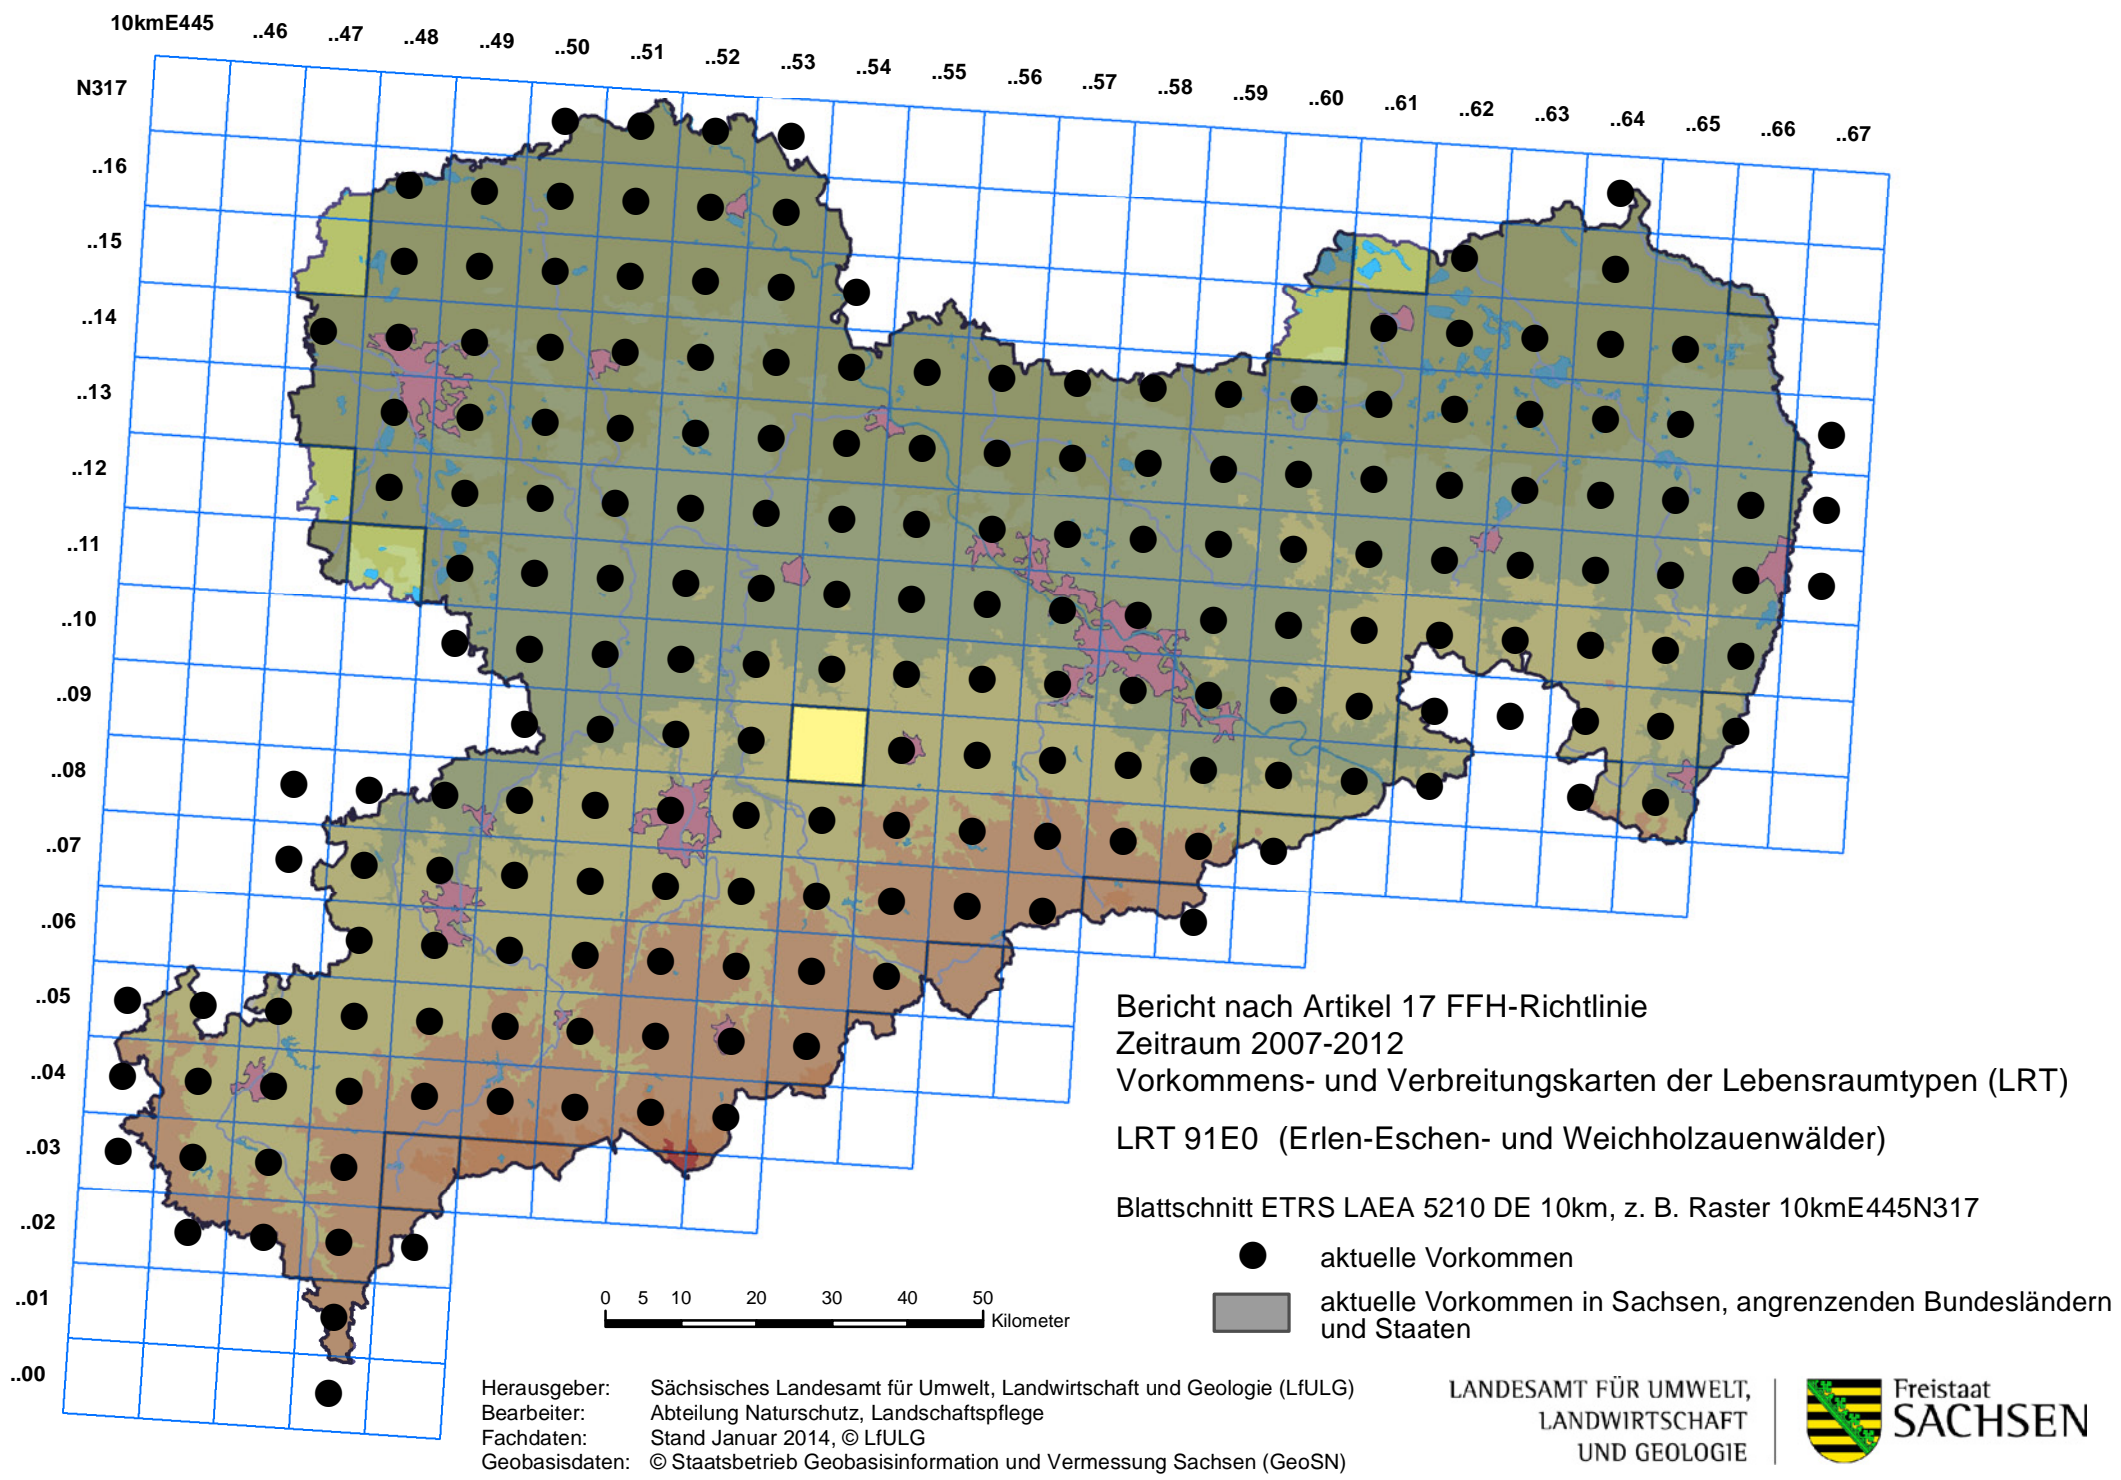 10kmE445 ..46 ..47 ..48 ..49 ..50 ..51 ..52 ..53 ..54 ..55 ..56 ..57 ..58 ..59 ..60 ..61 ..62 ..63 ..64 ..65 ..66 ..67
N317
..16
..15
..14
..13
..12
..11
..10
..09
..08
..07
..06
..05
..04
..03
..02
..01
..00
Bericht nach Artikel 17 FFH-Richtlinie
Zeitraum 2007-2012
Vorkommens- und Verbreitungskarten der Lebensraumtypen (LRT)
LRT 91E0 (Erlen-Eschen- und Weichholzauenwälder)
Blattschnitt ETRS LAEA 5210 DE 10km, z. B. Raster 10kmE445N317
aktuelle Vorkommen
aktuelle Vorkommen in Sachsen, angrenzenden Bundesländern
und Staaten
0 5 10 20 30 40 50
Kilometer
Herausgeber: Sächsisches Landesamt für Umwelt, Landwirtschaft und Geologie (LfULG)
Bearbeiter: Abteilung Naturschutz, Landschaftspflege
Fachdaten: Stand Januar 2014, © LfULG
Geobasisdaten: © Staatsbetrieb Geobasisinformation und Vermessung Sachsen (GeoSN)
LANDESAMT FÜR UMWELT,
LANDWIRTSCHAFT
UND GEOLOGIE
Freistaat
SACHSEN